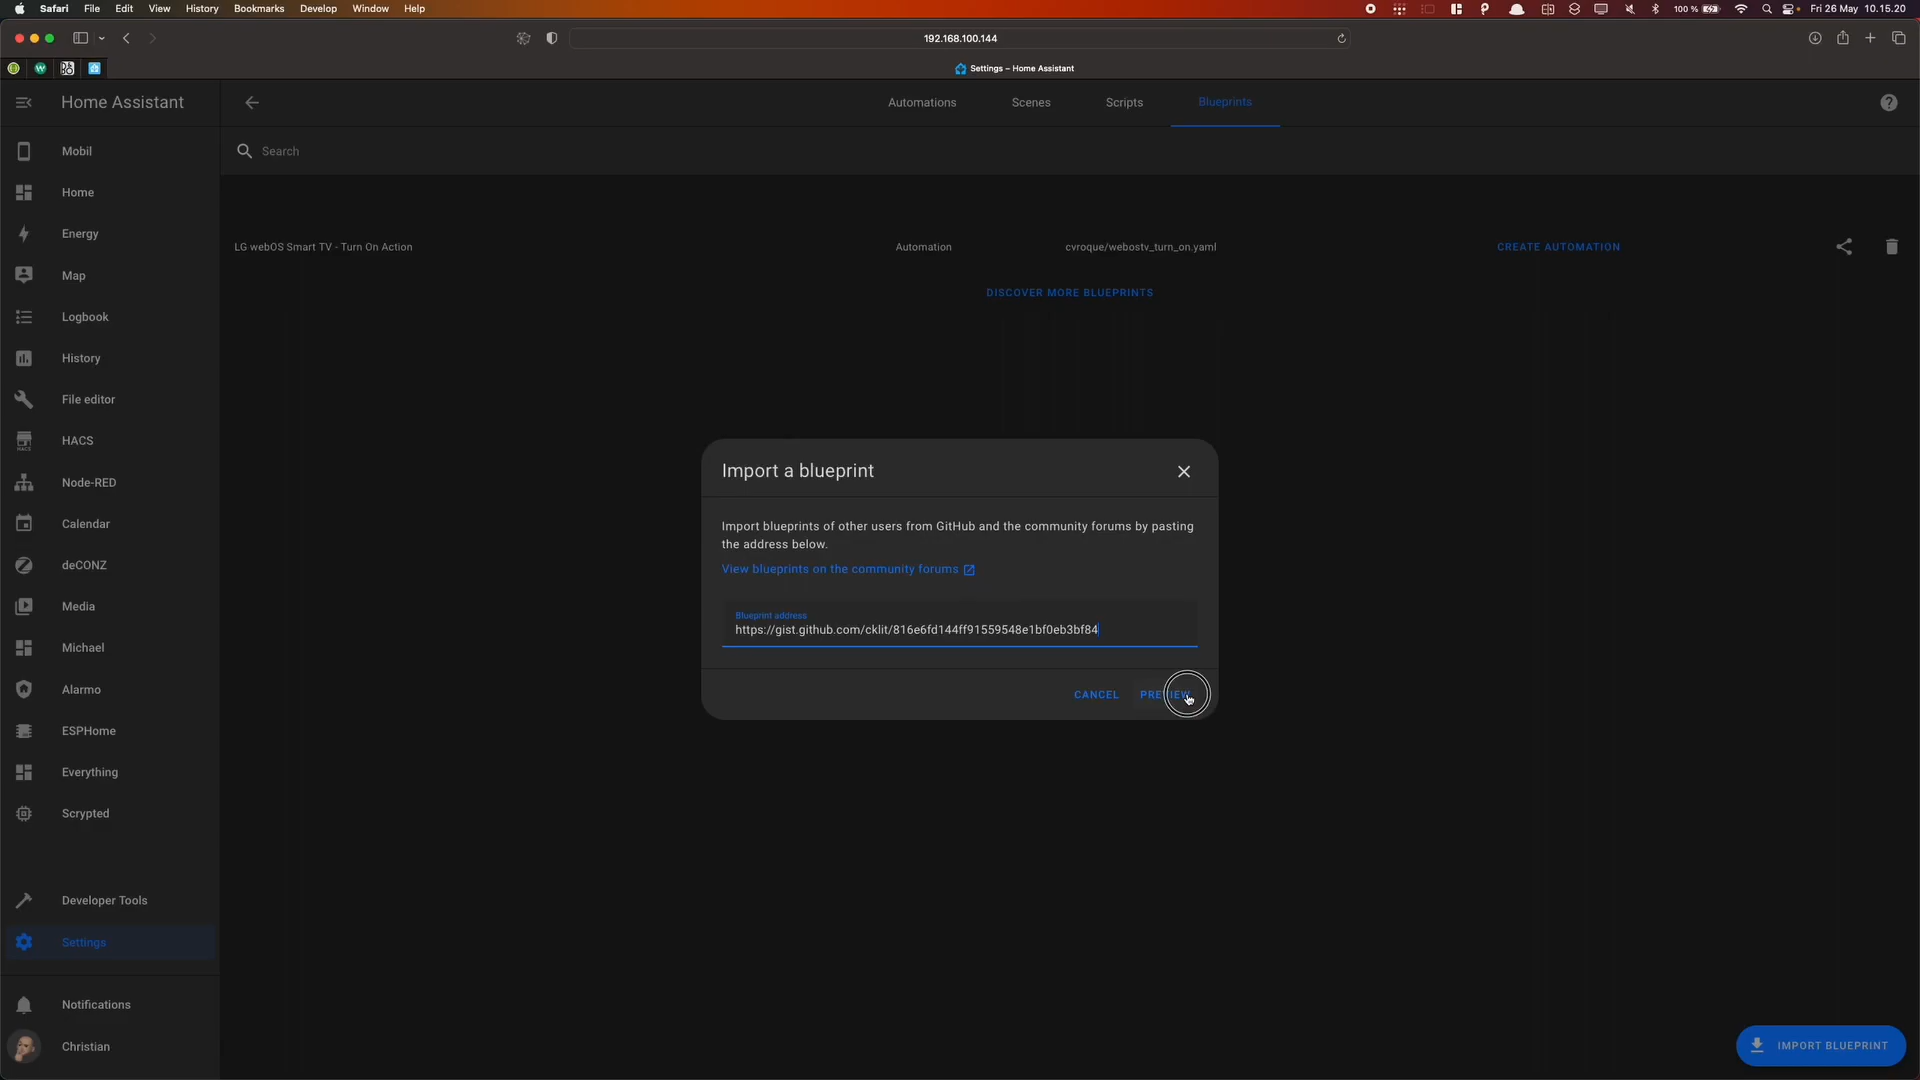 Safari File Edit View History Bookmarks Develop Window Help
100 % Fri 26 May 10.15.20
192.168.100.144
Settings – Home Assistant
Home Assistant
Automations Scenes Scripts Blueprints
Search
Mobil
Home
Energy
Map
Logbook
History
File editor
HACS
Node-RED
Calendar
deCONZ
Media
Michael
Alarmo
ESPHome
Everything
Scrypted
Developer Tools
Settings
Notifications
Christian
LG webOS Smart TV - Turn On Action Automation cvroque/webostv_turn_on.yaml CREATE AUTOMATION
DISCOVER MORE BLUEPRINTS
Import a blueprint
Import blueprints of other users from GitHub and the community forums by pasting
the address below.
View blueprints on the community forums
Blueprint address
https://gist.github.com/cklit/816e6fd144ff91559548e1bf0eb3bf84
CANCEL PREVIEW
IMPORT BLUEPRINT